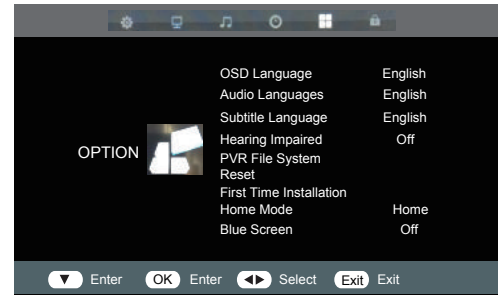 OSD Language English
Audio Languages English
Subtitle Language English
Hearing Impaired Off
OPTION
PVR File System
Reset
First Time Installation
Home Mode Home
Blue Screen Off
▼ Enter OK Enter ◀▶ Select Exit Exit